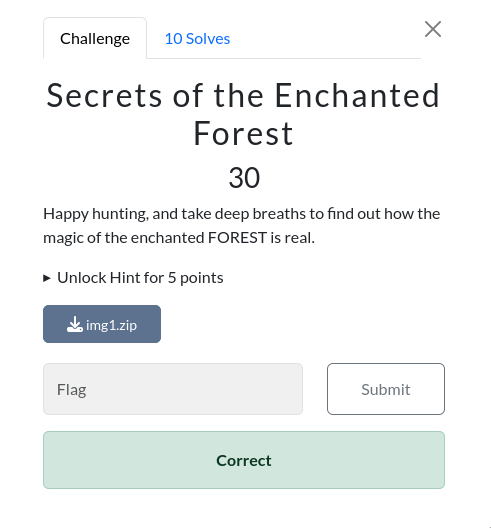 Challenge
10 Solves
Secrets of the Enchanted
Forest
30
Happy hunting, and take deep breaths to find out how the
magic of the enchanted FOREST is real.
Unlock Hint for 5 points
img1.zip
Flag
Submit
Correct